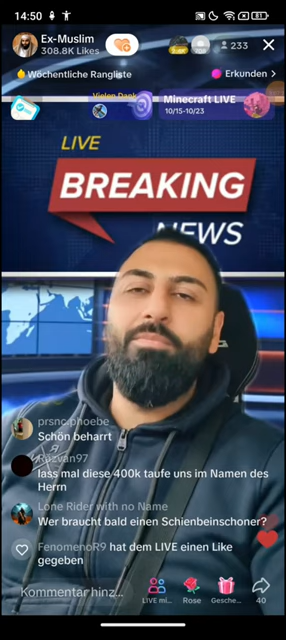 14:50
81
Ex-Muslim
308.8K Likes
233
Wöchentliche Rangliste
Erkunden >
Vielen Dank
Minecraft LIVE
10/15-10/23
LIVE
BREAKING
NEWS
prsnc.phoebe
Schön beharrt
Razvan97
lass mal diese 400k taufe uns im Namen des
Herrn
Lone Rider with no Name
Wer braucht bald einen Schienbeinschoner?
FenomenoR9 hat dem LIVE einen Like
gegeben
Kommentar hinz...
LIVE mi...
Rose
Gesche...
40